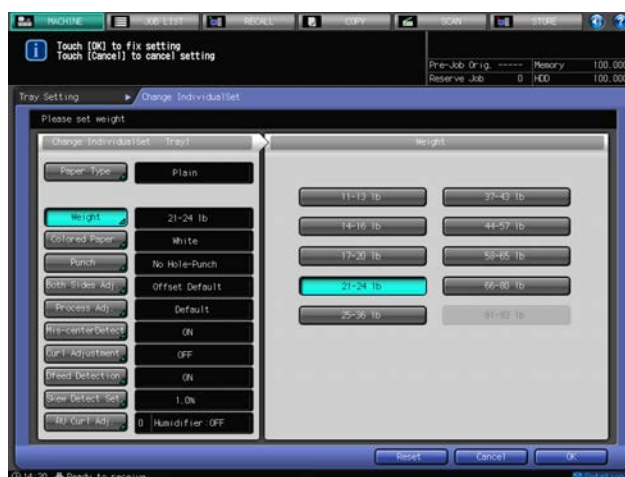 MACHINE
JOB LIST
RECALL
COPY
SCAN
STORE
Touch [OK] to fix setting
Touch [Cancel] to cancel setting
Pre-Job Orig. ----- Memory 100.000
Reserve Job 0 HDD 100.000
Tray Setting
Change IndividualSet
Please set weight
Change IndividualSet Tray1
Weight
Paper Type Plain
Weight 21-24 lb
Colored Paper White
Punch No Hole-Punch
Both Sides Adj. Offset Default
Process Adj. Default
Mis-centerDetect ON
Curl Adjustment OFF
Dfeed Detection ON
Skew Detect Set. 1.0%
RU Curl Adj. 0 Humidifier:OFF
11-13 lb 37-43 lb
14-16 lb 44-57 lb
17-20 lb 58-65 lb
21-24 lb 66-80 lb
25-36 lb 81-93 lb
Reset Cancel OK
14:20 Ready to receive